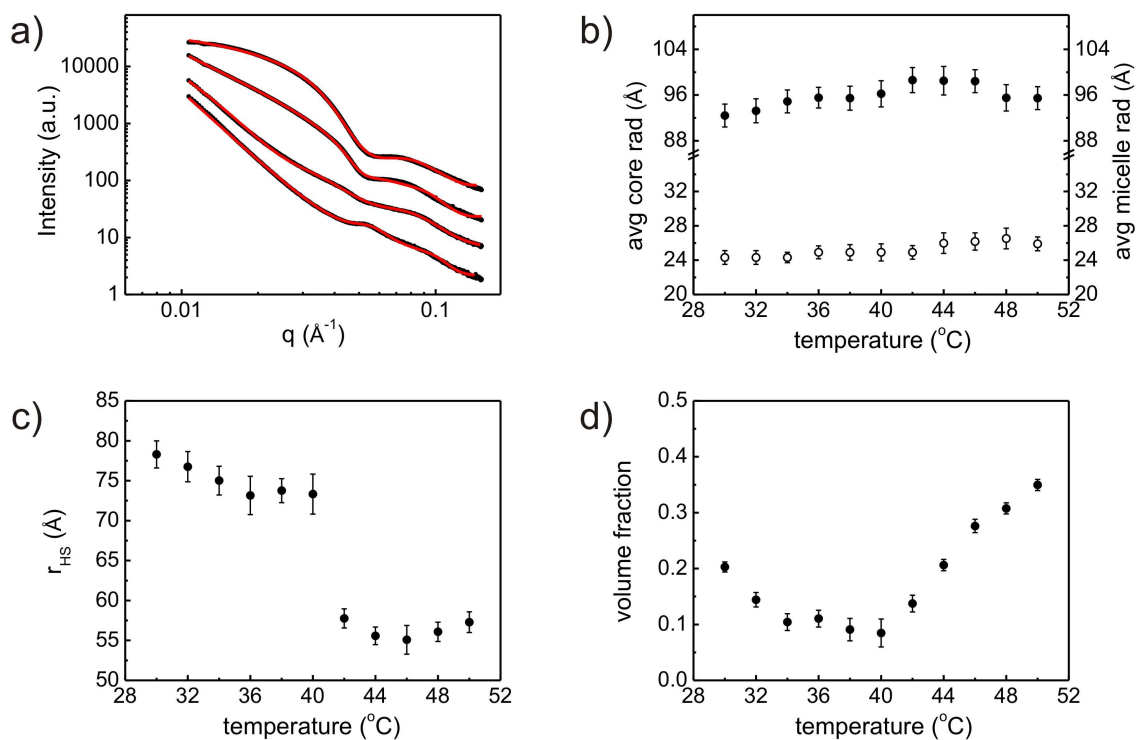 a)
Intensity (a.u.)
10000
1000
100
10
1
0.01 0.1
q (Å⁻¹)
b)
avg core rad (Å)
104
96
88
28
24
20
104
96
88
28
24
20
avg micelle rad (Å)
28 32 36 40 44 48 52
temperature (°C)
c)
r_HS (Å)
85
80
75
70
65
60
55
50
28 32 36 40 44 48 52
temperature (°C)
d)
volume fraction
0.5
0.4
0.3
0.2
0.1
0.0
28 32 36 40 44 48 52
temperature (°C)